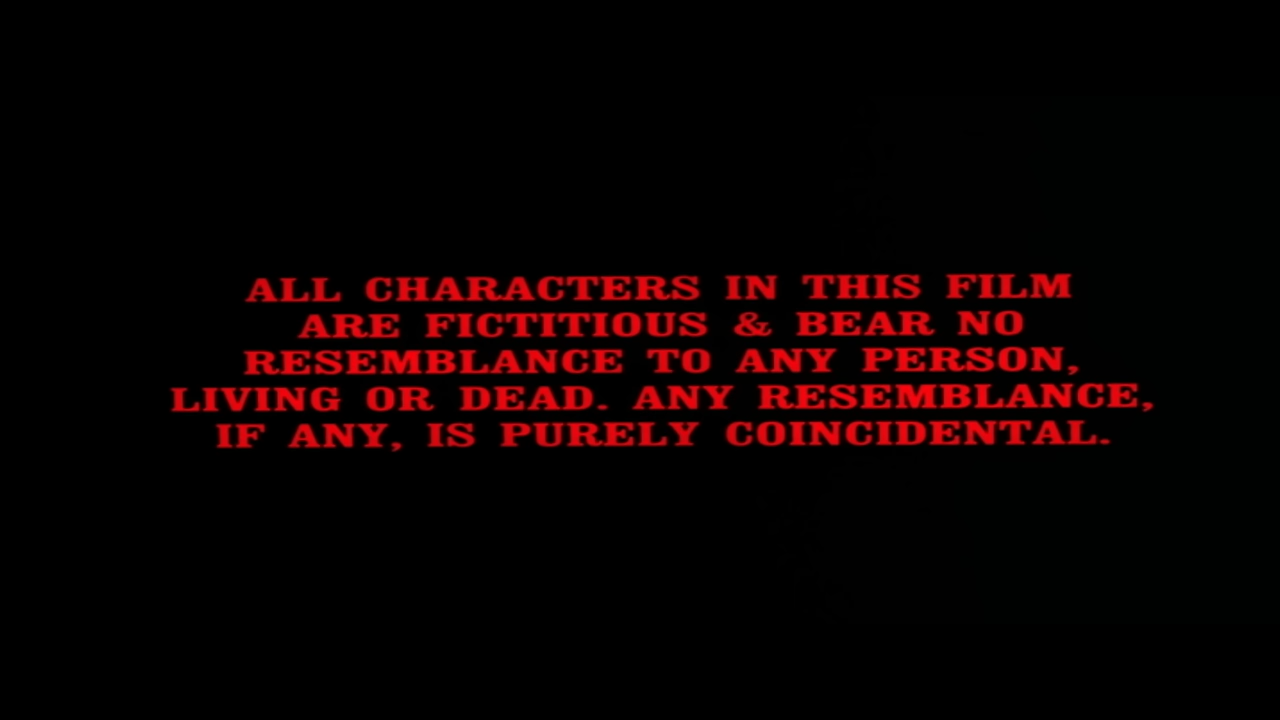 ALL CHARACTERS IN THIS FILM
ARE FICTITIOUS & BEAR NO
RESEMBLANCE TO ANY PERSON,
LIVING OR DEAD. ANY RESEMBLANCE,
IF ANY, IS PURELY COINCIDENTAL.